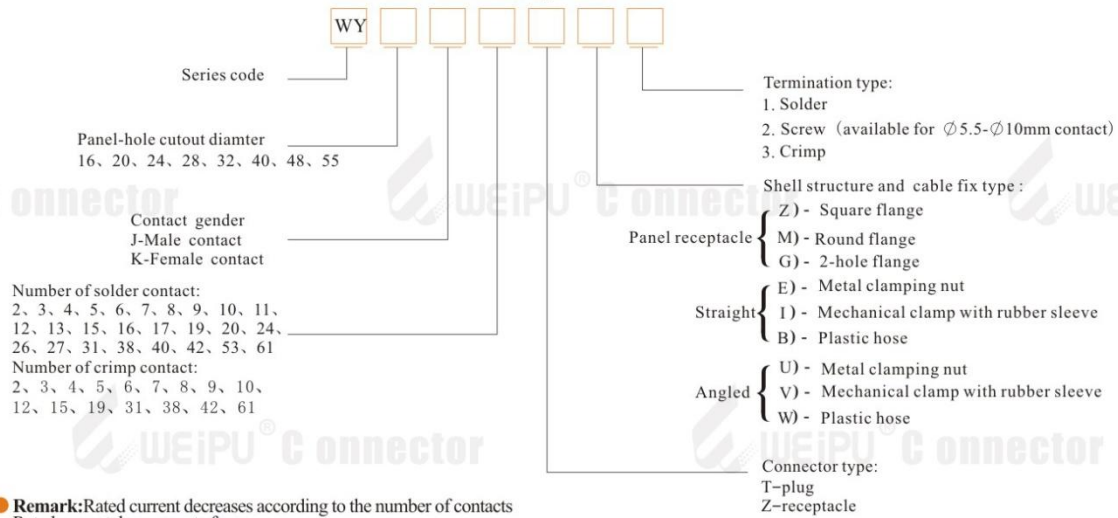 WY
Series code
Panel-hole cutout diamter
16、20、24、28、32、40、48、55
Contact gender
J-Male contact
K-Female contact
Number of solder contact:
2、3、4、5、6、7、8、9、10、11、
12、13、15、16、17、19、20、24、
26、27、31、38、40、42、53、61
Number of crimp contact:
2、3、4、5、6、7、8、9、10、
12、15、19、31、38、42、61
Termination type:
1. Solder
2. Screw (available for ∅5.5-∅10mm contact)
3. Crimp
Shell structure and cable fix type :
Panel receptacle
Z) - Square flange
M) - Round flange
G) - 2-hole flange
Straight
E) - Metal clamping nut
I) - Mechanical clamp with rubber sleeve
B) - Plastic hose
Angled
U) - Metal clamping nut
V) - Mechanical clamp with rubber sleeve
W) - Plastic hose
Connector type:
T-plug
Z-receptacle
onnector
WEiPU® C onnector
WE
WEiPU® C onnector
WEiPU® C onnector
Remark:Rated current decreases according to the number of contacts